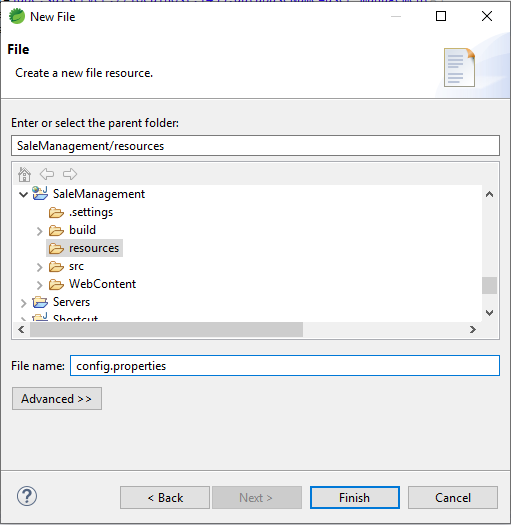 New File
File
Create a new file resource.
Enter or select the parent folder:
SaleManagement/resources
SaleManagement
.settings
build
resources
src
WebContent
Servers
Shortcut
File name: config.properties
Advanced >>
< Back Next > Finish Cancel